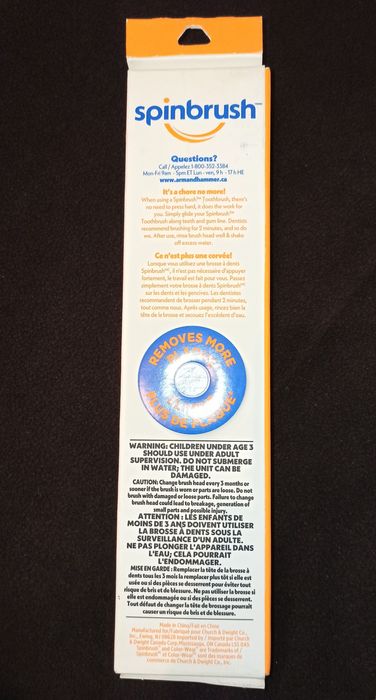 spinbrush™
Questions?
Call / Appelez 1-800-352-3384
Mon-Fri 9am - 5pm ET Lun - ven, 9 h - 17 h HE
www.armandhammer.ca
It's a chore no more!
When using a Spinbrush™ Toothbrush, there's
no need to press hard, it does the work for
you. Simply glide your Spinbrush™
Toothbrush along teeth and gum line. Dentists
recommend brushing for 2 minutes, and so do
we. After use, rinse brush head well & shake
off excess water.
Ce n'est plus une corvée!
Lorsque vous utilisez une brosse à dents
Spinbrush™, il n'est pas nécessaire d'appuyer
fortement, le travail est fait pour vous. Passez
simplement votre brosse à dents Spinbrush™
sur les dents et les gencives. Les dentistes
recommandent de brosser pendant 2 minutes,
tout comme nous. Après usage, rincez bien la
tête de la brosse et secouez l'excédent d'eau.
REMOVES MORE
PLUS DE PLAQUE
WARNING: CHILDREN UNDER AGE 3
SHOULD USE UNDER ADULT
SUPERVISION. DO NOT SUBMERGE
IN WATER; THE UNIT CAN BE
DAMAGED.
CAUTION: Change brush head every 3 months or
sooner if the brush is worn or parts are loose. Do not
brush with damaged or loose parts. Failure to change
brush head could lead to breakage, generation of
small parts and possible injury.
ATTENTION : LES ENFANTS DE
MOINS DE 3 ANS DOIVENT UTILISER
LA BROSSE À DENTS SOUS LA
SURVEILLANCE D'UN ADULTE.
NE PAS PLONGER L'APPAREIL DANS
L'EAU; CELA POURRAIT
L'ENDOMMAGER.
MISE EN GARDE : Remplacer la tête de la brosse à
dents tous les 3 mois la remplacer plus tôt si elle est
usée ou si des pièces se desserrent pour éviter tout
risque de bris et de blessure. Ne pas utiliser la brosse si
elle est endommagée ou si des pièces se desserrent.
Tout défaut de changer la tête de brossage pourrait
causer un risque de bris et de blessure.
Made in China/Fait en Chine
Manufactured for/Fabriqué pour Church & Dwight Co.,
Inc., Ewing, NJ 08628 Imported by / Importé par Church
& Dwight Canada Corp. Mississauga, ON Canada L5S 0A5
Spinbrush™ and Color-Wear™ are Trademarks of /
Spinbrush™ et Color-Wear™ sont des marques de
commerce de Church & Dwight Co., Inc.